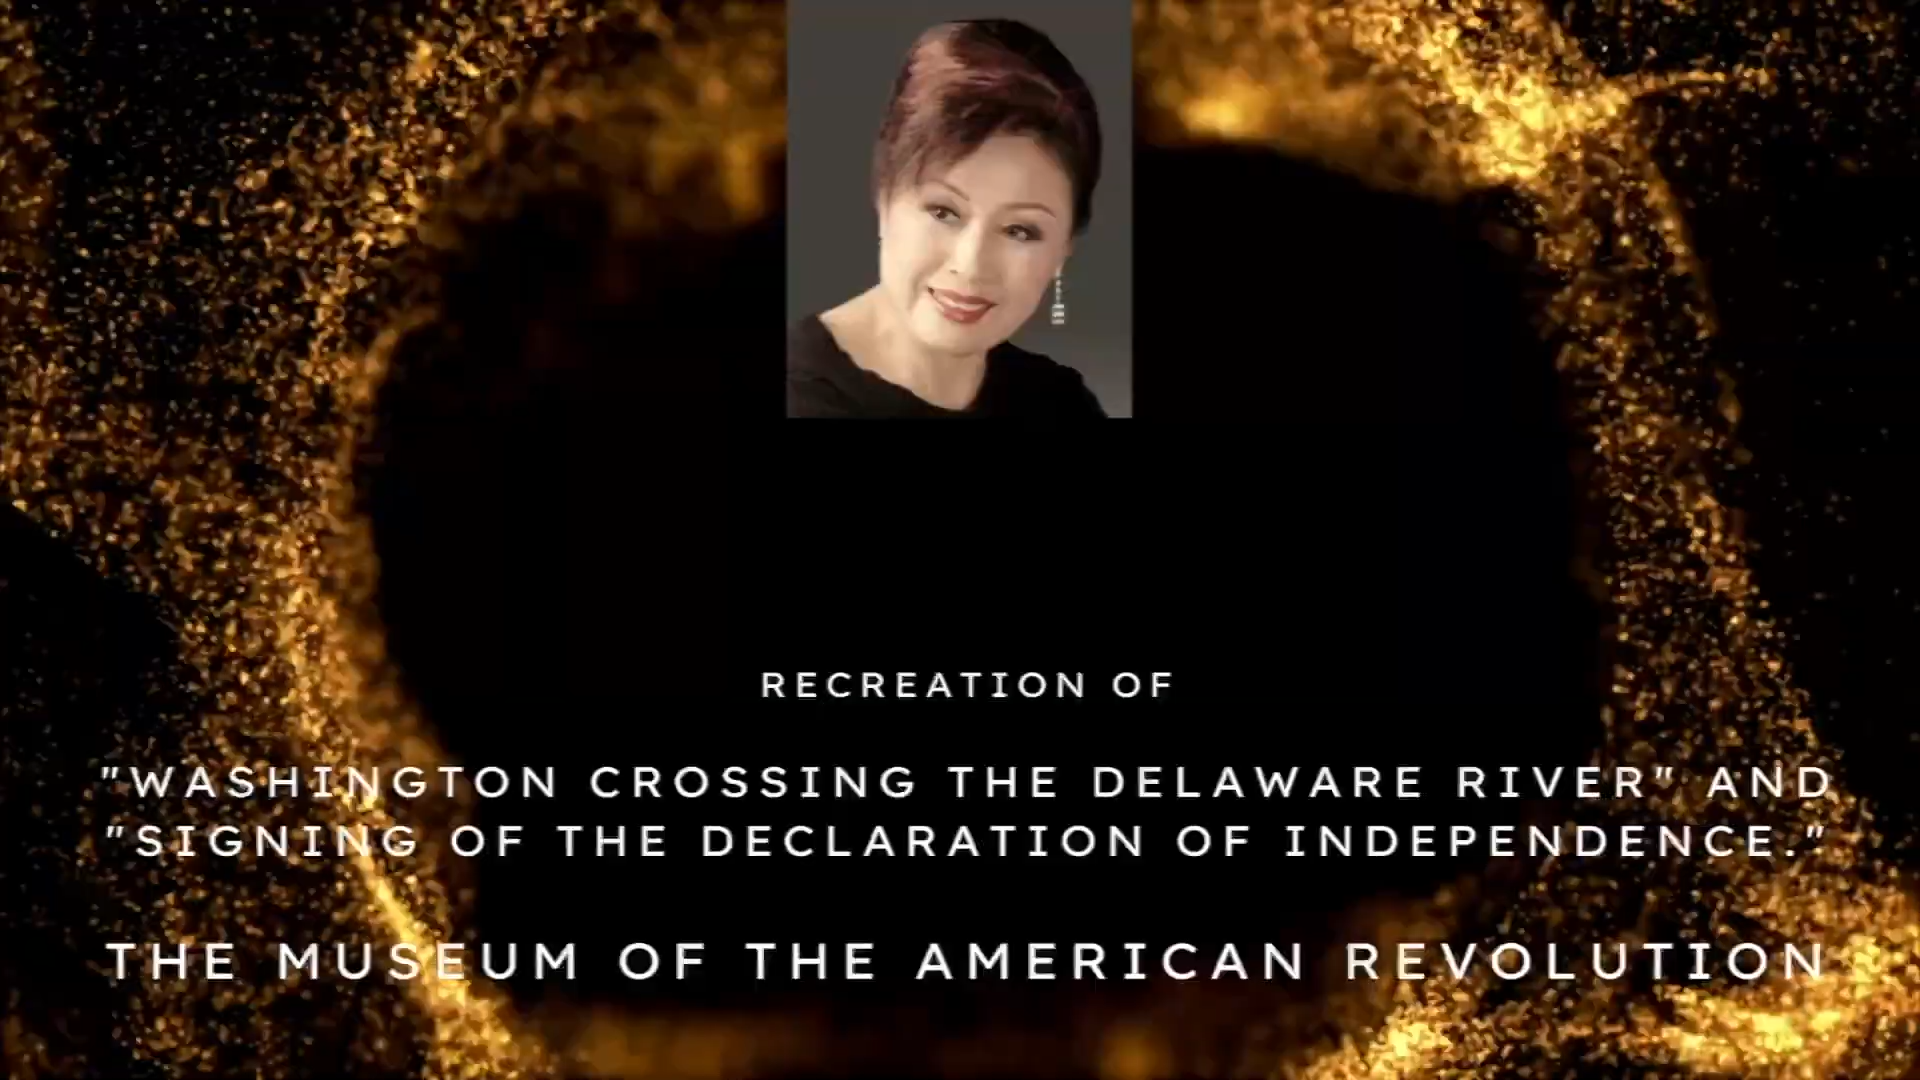 RECREATION OF
"WASHINGTON CROSSING THE DELAWARE RIVER" AND
"SIGNING OF THE DECLARATION OF INDEPENDENCE."
THE MUSEUM OF THE AMERICAN REVOLUTION